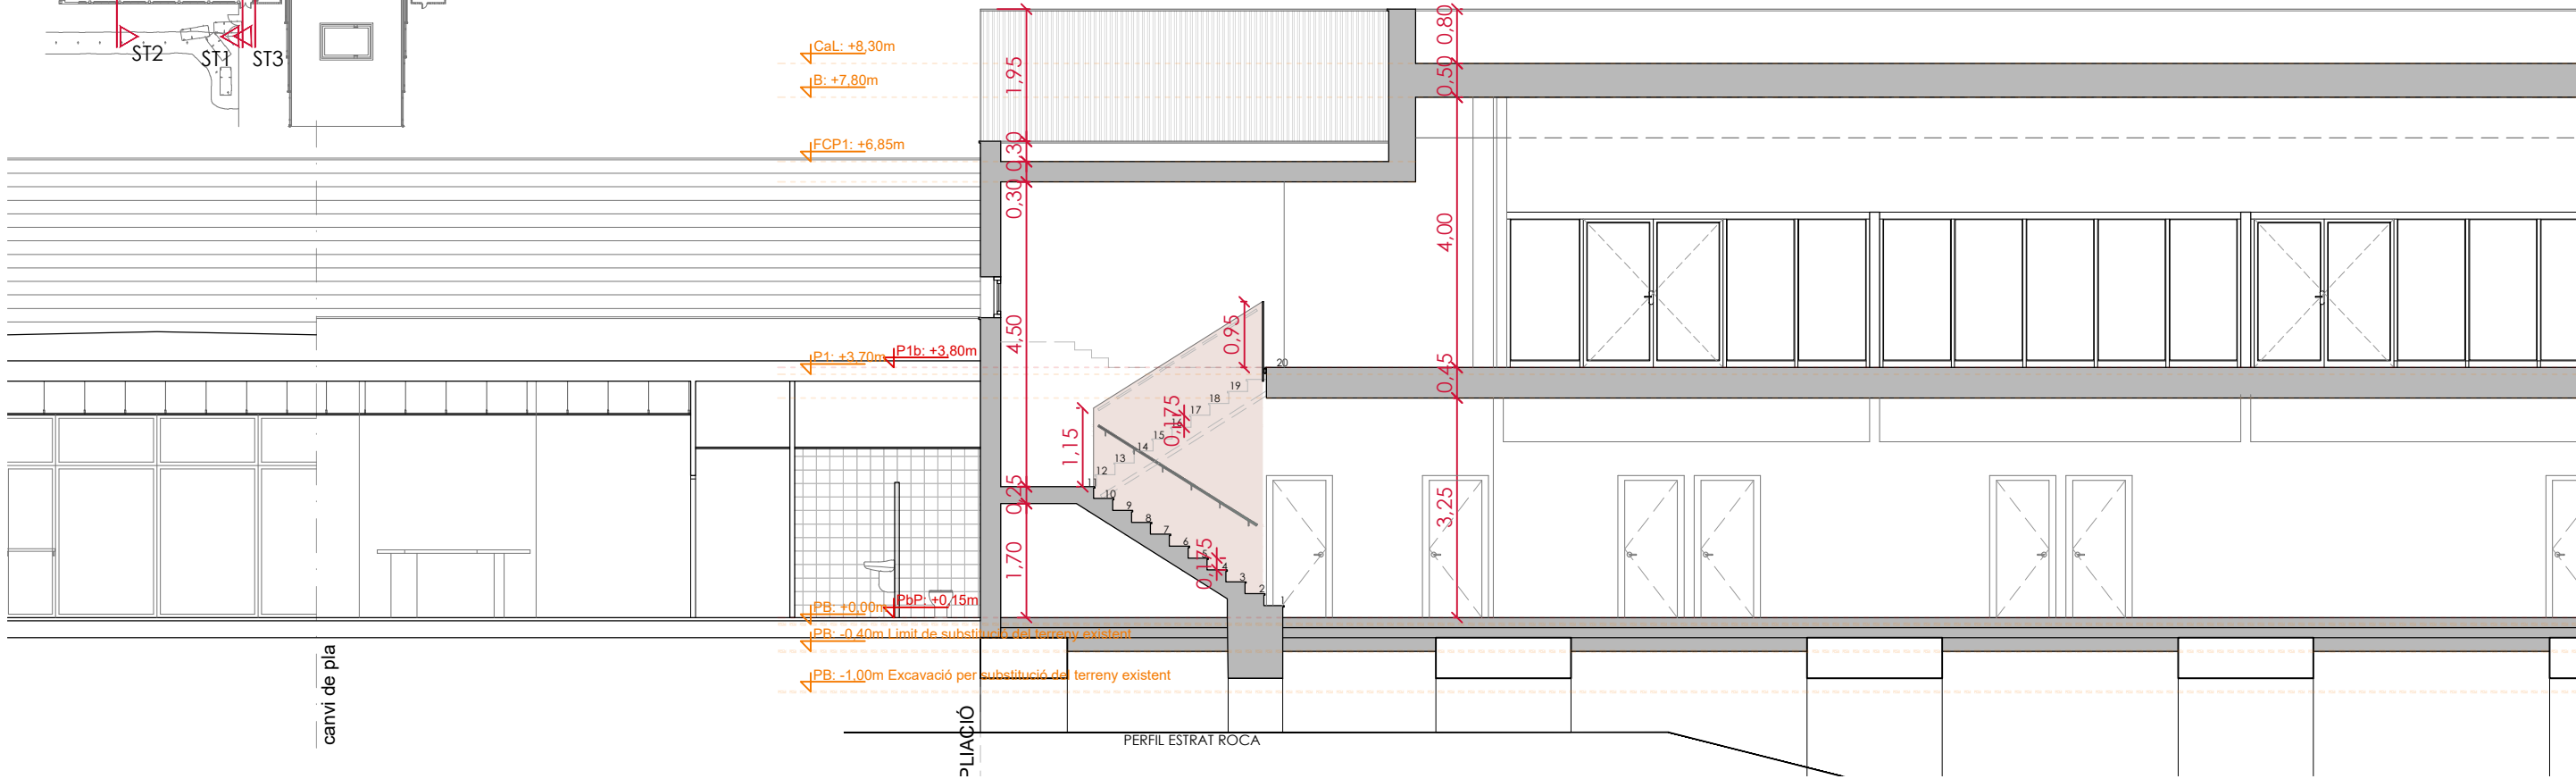 ST2
ST1
ST3
CaL: +8,30m
B: +7,80m
FCP1: +6,85m
P1: +3,70m
P1b: +3,80m
PB: +0,00m
PbP: +0,15m
PB: -0,40m Limit de substitució del terreny existent
PB: -1,00m Excavació per substitució del terreny existent
canvi de pla
PLIACIÓ
PERFIL ESTRAT ROCA
1,95
0,30
0,30
4,50
0,25
1,70
1,15
0,95
0,175
0,175
0,80
0,50
4,00
0,45
3,25
20
19
18
17
16
15
14
13
12
11
10
9
8
7
6
5
4
3
2
1